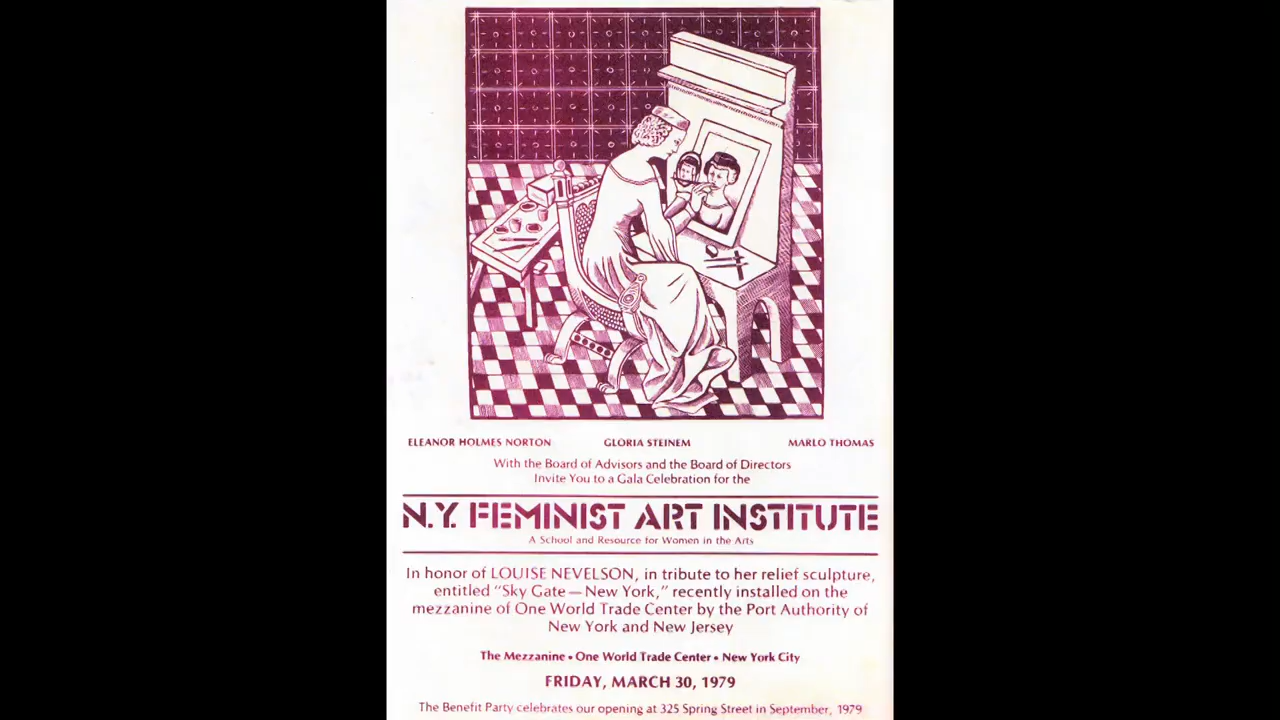 ELEANOR HOLMES NORTON GLORIA STEINEM MARLO THOMAS
With the Board of Advisors and the Board of Directors
Invite You to a Gala Celebration for the
N.Y. FEMINIST ART INSTITUTE
A School and Resource for Women in the Arts
In honor of LOUISE NEVELSON, in tribute to her relief sculpture,
entitled “Sky Gate — New York,” recently installed on the
mezzanine of One World Trade Center by the Port Authority of
New York and New Jersey
The Mezzanine • One World Trade Center • New York City
FRIDAY, MARCH 30, 1979
The Benefit Party celebrates our opening at 325 Spring Street in September, 1979